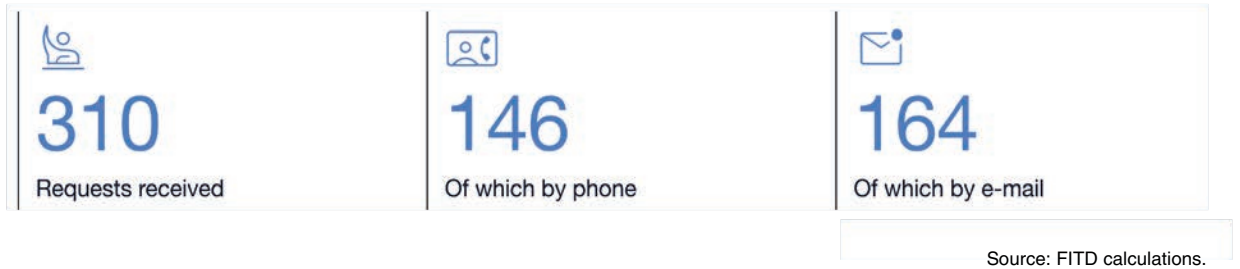 310
Requests received
146
Of which by phone
164
Of which by e-mail
Source: FITD calculations.